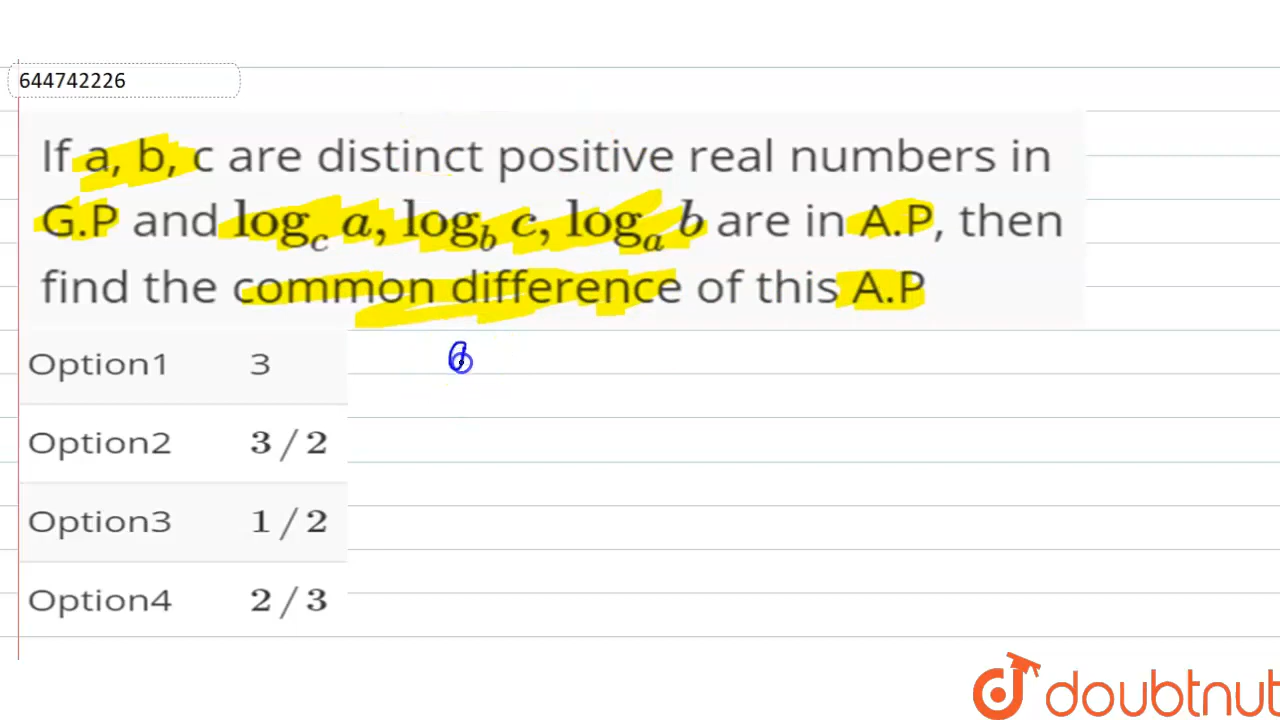 644742226
If a, b, c are distinct positive real numbers in
G.P and log_c a, log_b c, log_a b are in A.P, then
find the common difference of this A.P
Option1 3
Option2 3 / 2
Option3 1 / 2
Option4 2 / 3
doubtnut